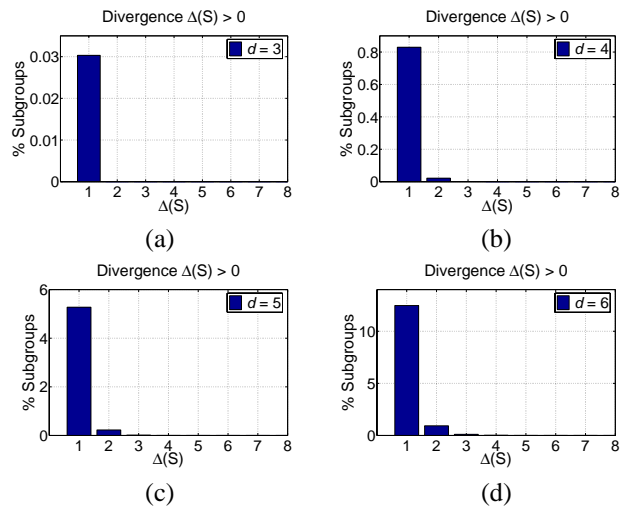 Divergence Δ(S) > 0
d = 3
% Subgroups
0.03
0.02
0.01
0
1 2 3 4 5 6 7 8
Δ(S)
(a)
Divergence Δ(S) > 0
d = 4
% Subgroups
0.8
0.6
0.4
0.2
0
1 2 3 4 5 6 7 8
Δ(S)
(b)
Divergence Δ(S) > 0
d = 5
% Subgroups
6
4
2
0
1 2 3 4 5 6 7 8
Δ(S)
(c)
Divergence Δ(S) > 0
d = 6
% Subgroups
10
5
0
1 2 3 4 5 6 7 8
Δ(S)
(d)